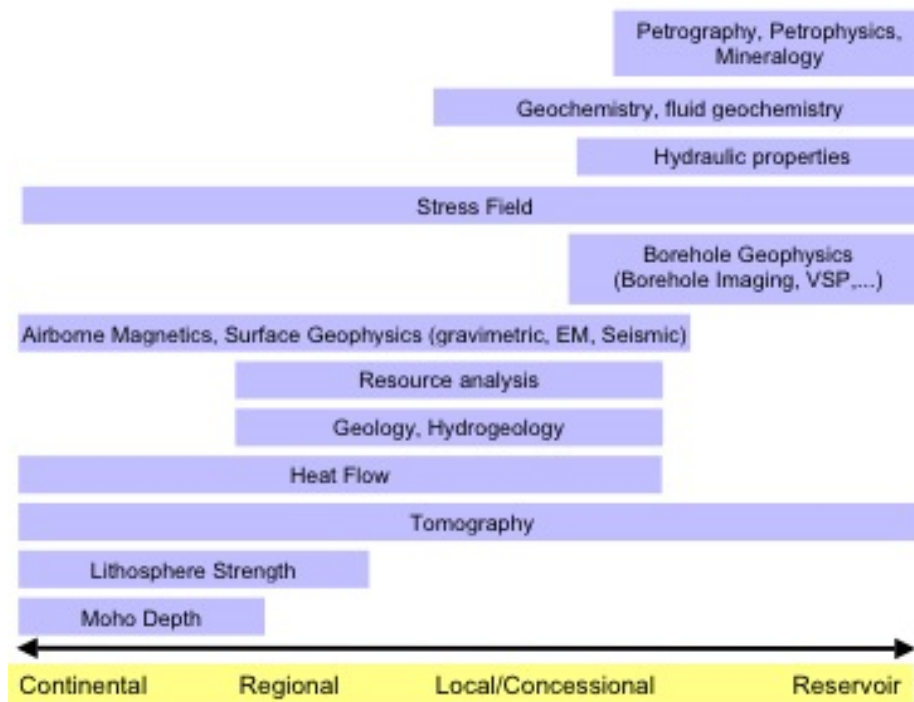 Petrography, Petrophysics,
Mineralogy
Geochemistry, fluid geochemistry
Hydraulic properties
Stress Field
Borehole Geophysics
(Borehole Imaging, VSP,...)
Airborne Magnetics, Surface Geophysics (gravimetric, EM, Seismic)
Resource analysis
Geology, Hydrogeology
Heat Flow
Tomography
Lithosphere Strength
Moho Depth
Continental Regional Local/Concessional Reservoir